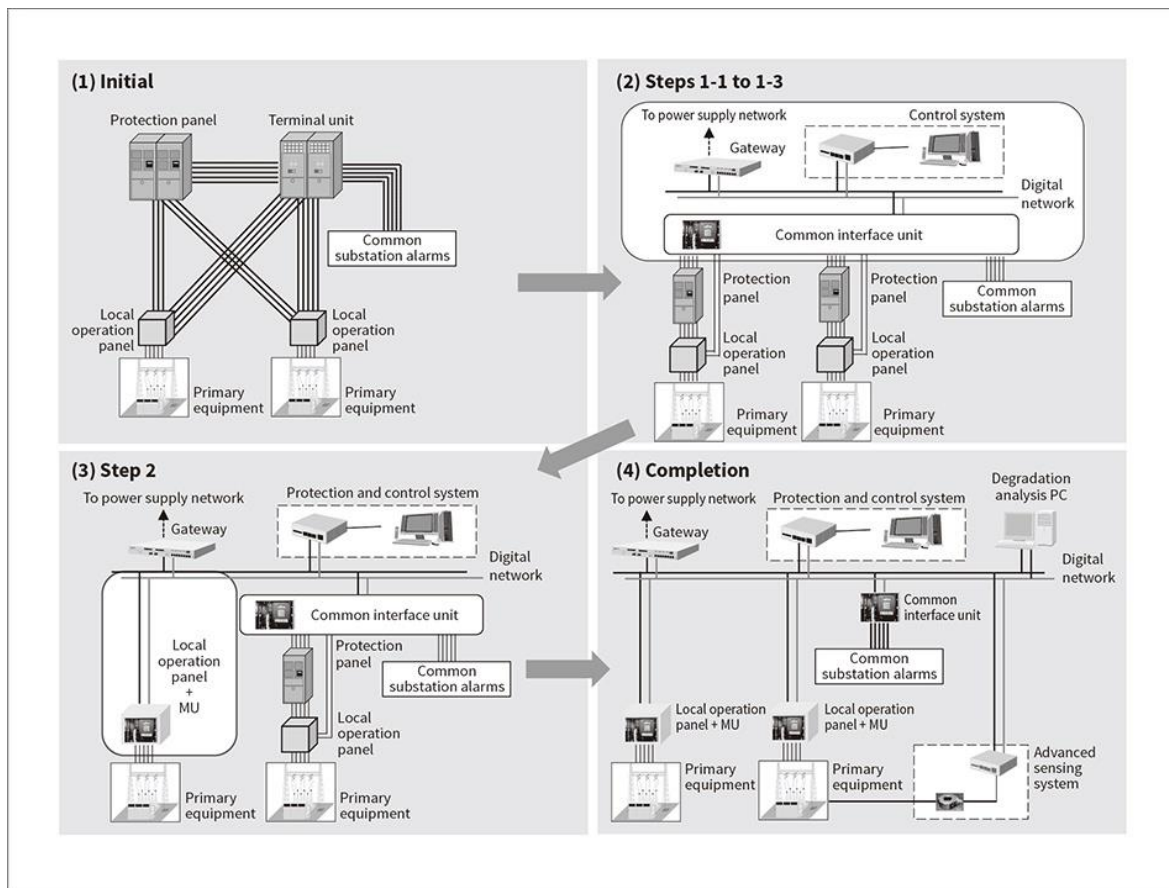 (1) Initial
Protection panel
Terminal unit
Common
substation alarms
Local
operation
panel
Local
operation
panel
Primary
equipment
Primary
equipment
(2) Steps 1-1 to 1-3
To power supply network
Control system
Gateway
Digital
network
Common interface unit
Protection
panel
Protection
panel
Common
substation alarms
Local
operation
panel
Local
operation
panel
Primary
equipment
Primary
equipment
(3) Step 2
To power supply network
Protection and control system
Gateway
Digital
network
Common interface unit
Local
operation
panel
+
MU
Protection
panel
Common
substation alarms
Local
operation
panel
Primary
equipment
Primary
equipment
(4) Completion
Degradation
analysis PC
To power supply network
Protection and control system
Gateway
Digital
network
Common
interface unit
Common
substation alarms
Local operation
panel + MU
Local operation
panel + MU
Advanced
sensing
system
Primary
equipment
Primary
equipment